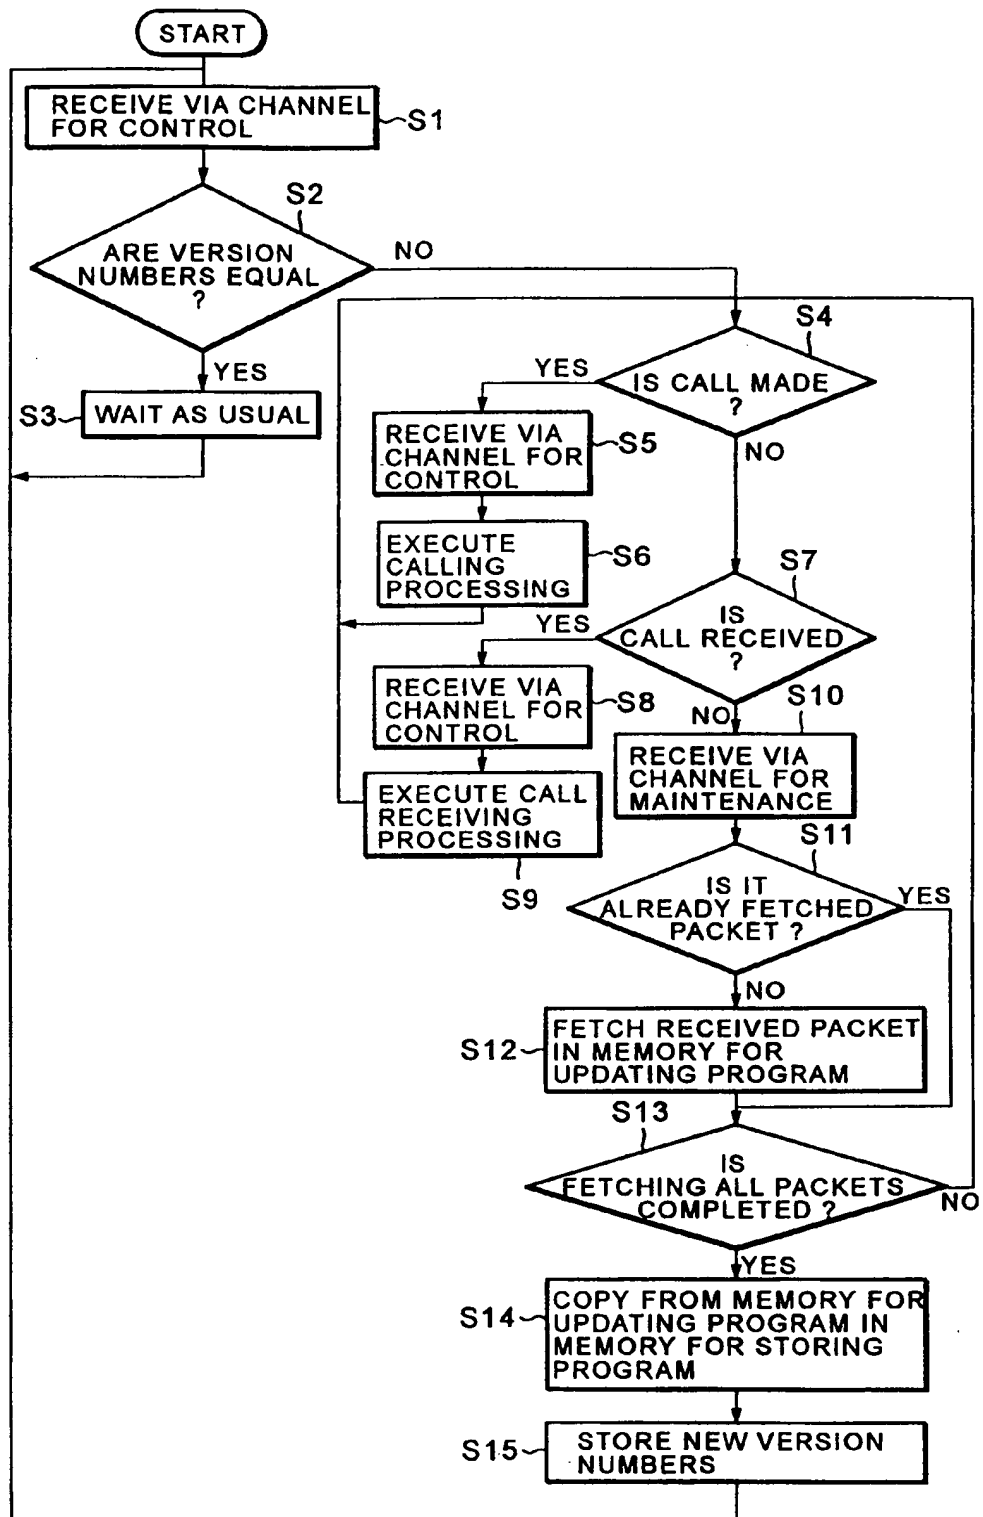 START
RECEIVE VIA CHANNEL
FOR CONTROL
S1
S2
ARE VERSION
NUMBERS EQUAL
?
NO
YES
S3
WAIT AS USUAL
S4
IS CALL MADE
?
YES
NO
RECEIVE VIA
CHANNEL FOR
CONTROL
S5
EXECUTE
CALLING
PROCESSING
S6
S7
IS
CALL RECEIVED
?
YES
NO
RECEIVE VIA
CHANNEL FOR
CONTROL
S8
EXECUTE CALL
RECEIVING
PROCESSING
S9
S10
RECEIVE VIA
CHANNEL FOR
MAINTENANCE
S11
IS IT
ALREADY FETCHED
PACKET ?
YES
NO
S12
FETCH RECEIVED PACKET
IN MEMORY FOR
UPDATING PROGRAM
S13
IS
FETCHING ALL PACKETS
COMPLETED ?
NO
YES
S14
COPY FROM MEMORY FOR
UPDATING PROGRAM IN
MEMORY FOR STORING
PROGRAM
S15
STORE NEW VERSION
NUMBERS